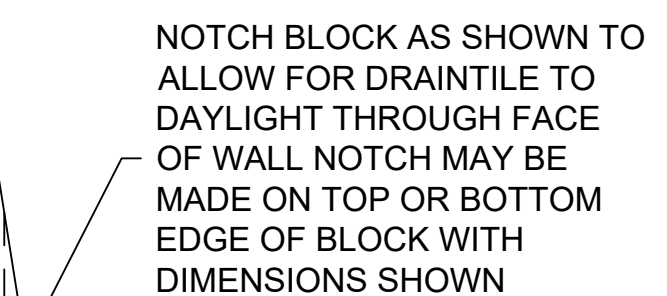 NOTCH BLOCK AS SHOWN TO
ALLOW FOR DRAINTILE TO
DAYLIGHT THROUGH FACE
OF WALL NOTCH MAY BE
MADE ON TOP OR BOTTOM
EDGE OF BLOCK WITH
DIMENSIONS SHOWN